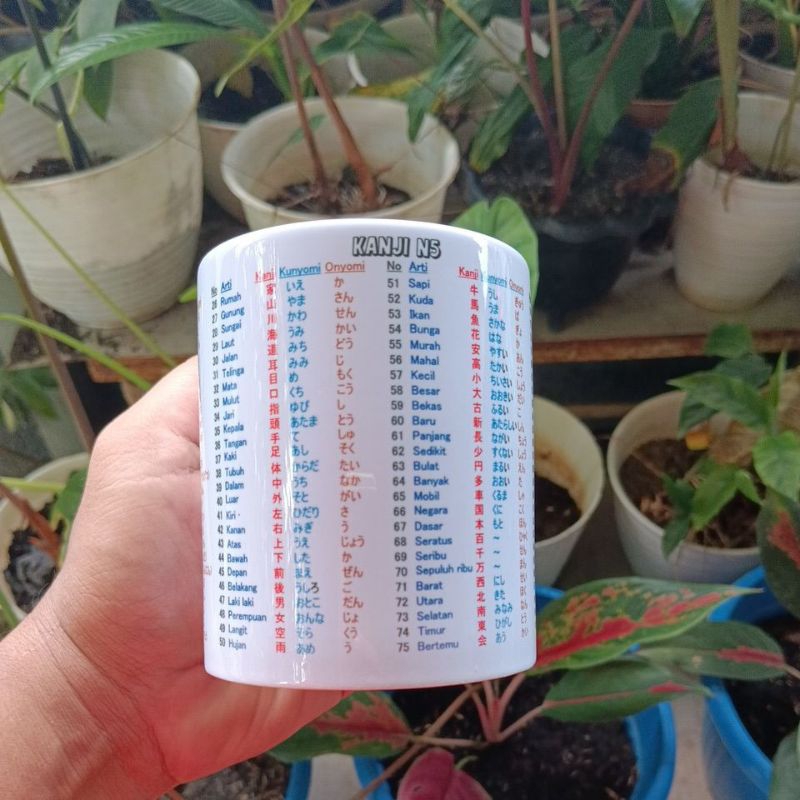 KANJI N5
No Arti Kanji Kunyomi Onyomi
26 Rumah 家 いえ か
27 Gunung 山 やま さん
28 Sungai 川 かわ せん
29 Laut 海 うみ かい
30 Jalan 道 みち どう
31 Telinga 耳 みみ じ
32 Mata 目 め もく
33 Mulut 口 くち こう
34 Jari 指 ゆび し
35 Kepala 頭 あたま とう
36 Tangan 手 て しゅ
37 Kaki 足 あし そく
38 Tubuh 体 からだ たい
39 Dalam 中 うち なか
40 Luar 外 そと がい
41 Kiri 左 ひだり さ
42 Kanan 右 みぎ う
43 Atas 上 うえ じょう
44 Bawah 下 した か
45 Depan 前 まえ ぜん
46 Belakang 後 うしろ ご
47 Laki laki 男 おとこ だん
48 Perempuan 女 おんな じょ
49 Langit 空 そら くう
50 Hujan 雨 あめ う
No Arti Kanji
51 Sapi 牛 うし ぎゅう
52 Kuda 馬 うま ば
53 Ikan 魚 さかな ぎょ
54 Bunga 花 はな か
55 Murah 安 やすい あん
56 Mahal 高 たかい こう
57 Kecil 小 ちいさい しょう
58 Besar 大 おおきい だい
59 Bekas 古 ふるい こ
60 Baru 新 あたらしい しん
61 Panjang 長 ながい ちょう
62 Sedikit 少 すくない しょう
63 Bulat 円 まるい えん
64 Banyak 多 おおい た
65 Mobil 車 くるま しゃ
66 Negara 国 くに こく
67 Dasar 本 もと ほん
68 Seratus 百 ~ ひゃく
69 Seribu 千 ~ せん
70 Sepuluh ribu 万 ~ まん
71 Barat 西 にし せい
72 Utara 北 きた ほく
73 Selatan 南 みなみ なん
74 Timur 東 ひがし とう
75 Bertemu 会 あう かい